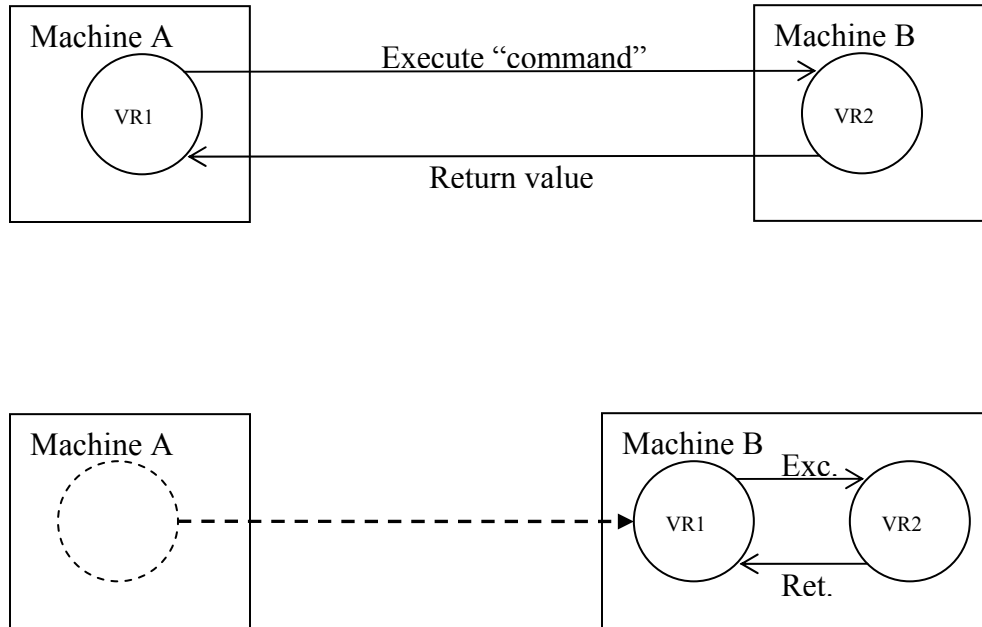 Machine A
Machine B
Execute “command”
VR1
VR2
Return value
Machine A
Machine B
Exc.
VR1
VR2
Ret.